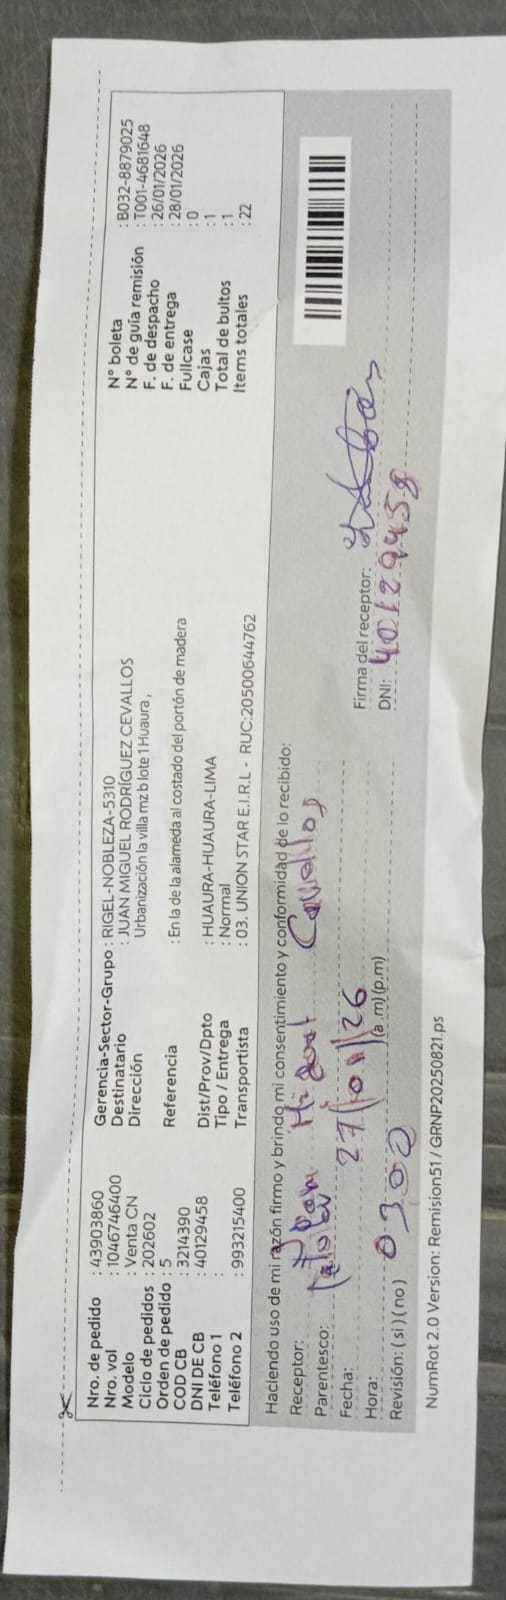 Nro. de pedido : 43903860
Nro. vol : 1046746400
Modelo : Venta CN
Ciclo de pedidos : 202602
Orden de pedido : 5
COD CB : 3214390
DNI DE CB : 40129458
Teléfono 1 :
Teléfono 2 : 993215400
Gerencia-Sector-Grupo : RIGEL-NOBLEZA-5310
Destinatario : JUAN MIGUEL RODRÍGUEZ CEVALLOS
Dirección : Urbanización la villa mz b lote 1 Huaura ,
Referencia : En la de la alameda al costado del portón de madera
Dist/Prov/Dpto : HUAURA-HUAURA-LIMA
Tipo / Entrega : Normal
Transportista : 03. UNION STAR E.I.R.L - RUC:20500644762
N° boleta : B032-8879025
N° de guía remisión : T001-4681648
F. de despacho : 26/01/2026
F. de entrega : 28/01/2026
Fullcase : 0
Cajas : 1
Total de bultos : 1
Items totales : 22
Haciendo uso de mi razón firmo y brindo mi consentimiento y conformidad de lo recibido:
Receptor: Juan Miguel Cevallos
Parentesco: Titular
Fecha: 27/01/26
Hora: 03:00 (a .m) (p.m)
Revisión: ( si ) ( no )
Firma del receptor:
DNI: 40129458
NumRot 2.0 Version: Remision51 / GRNP20250821.ps